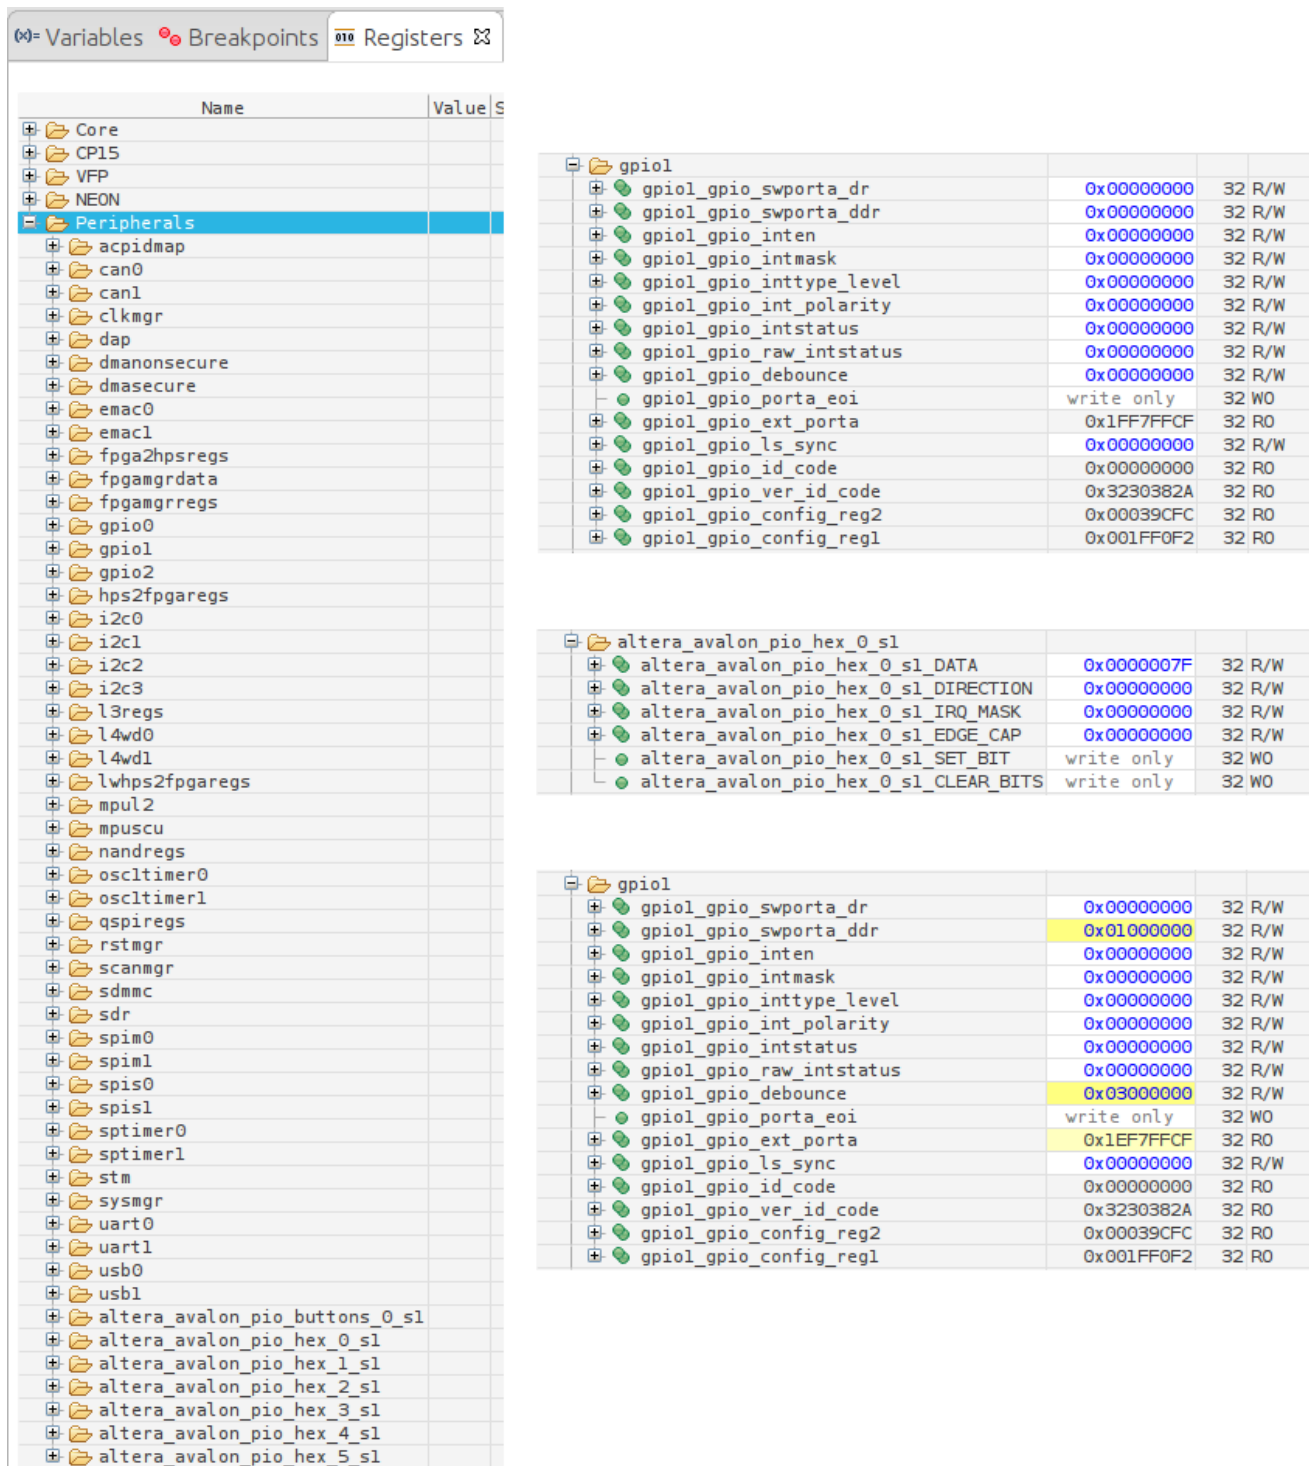 (x)= Variables Breakpoints 010 Registers
Name Value S
Core
CP15
VFP
NEON
Peripherals
acpidmap
can0
can1
clkmgr
dap
dmanonsecure
dmasecure
emac0
emac1
fpga2hpsregs
fpgamgrdata
fpgamgrregs
gpio0
gpio1
gpio2
hps2fpgaregs
i2c0
i2c1
i2c2
i2c3
l3regs
l4wd0
l4wd1
lwhps2fpgaregs
mpul2
mpuscu
nandregs
osc1timer0
osc1timer1
qspiregs
rstmgr
scanmgr
sdmmc
sdr
spim0
spim1
spis0
spis1
sptimer0
sptimer1
stm
sysmgr
uart0
uart1
usb0
usb1
altera_avalon_pio_buttons_0_s1
altera_avalon_pio_hex_0_s1
altera_avalon_pio_hex_1_s1
altera_avalon_pio_hex_2_s1
altera_avalon_pio_hex_3_s1
altera_avalon_pio_hex_4_s1
altera_avalon_pio_hex_5_s1
gpio1
gpio1_gpio_swporta_dr 0x00000000 32 R/W
gpio1_gpio_swporta_ddr 0x00000000 32 R/W
gpio1_gpio_inten 0x00000000 32 R/W
gpio1_gpio_intmask 0x00000000 32 R/W
gpio1_gpio_inttype_level 0x00000000 32 R/W
gpio1_gpio_int_polarity 0x00000000 32 R/W
gpio1_gpio_intstatus 0x00000000 32 R/W
gpio1_gpio_raw_intstatus 0x00000000 32 R/W
gpio1_gpio_debounce 0x00000000 32 R/W
gpio1_gpio_porta_eoi write only 32 WO
gpio1_gpio_ext_porta 0x1FF7FFCF 32 RO
gpio1_gpio_ls_sync 0x00000000 32 R/W
gpio1_gpio_id_code 0x00000000 32 RO
gpio1_gpio_ver_id_code 0x3230382A 32 RO
gpio1_gpio_config_reg2 0x00039CFC 32 RO
gpio1_gpio_config_reg1 0x001FF0F2 32 RO
altera_avalon_pio_hex_0_s1
altera_avalon_pio_hex_0_s1_DATA 0x0000007F 32 R/W
altera_avalon_pio_hex_0_s1_DIRECTION 0x00000000 32 R/W
altera_avalon_pio_hex_0_s1_IRQ_MASK 0x00000000 32 R/W
altera_avalon_pio_hex_0_s1_EDGE_CAP 0x00000000 32 R/W
altera_avalon_pio_hex_0_s1_SET_BIT write only 32 WO
altera_avalon_pio_hex_0_s1_CLEAR_BITS write only 32 WO
gpio1
gpio1_gpio_swporta_dr 0x00000000 32 R/W
gpio1_gpio_swporta_ddr 0x01000000 32 R/W
gpio1_gpio_inten 0x00000000 32 R/W
gpio1_gpio_intmask 0x00000000 32 R/W
gpio1_gpio_inttype_level 0x00000000 32 R/W
gpio1_gpio_int_polarity 0x00000000 32 R/W
gpio1_gpio_intstatus 0x00000000 32 R/W
gpio1_gpio_raw_intstatus 0x00000000 32 R/W
gpio1_gpio_debounce 0x03000000 32 R/W
gpio1_gpio_porta_eoi write only 32 WO
gpio1_gpio_ext_porta 0x1EF7FFCF 32 RO
gpio1_gpio_ls_sync 0x00000000 32 R/W
gpio1_gpio_id_code 0x00000000 32 RO
gpio1_gpio_ver_id_code 0x3230382A 32 RO
gpio1_gpio_config_reg2 0x00039CFC 32 RO
gpio1_gpio_config_reg1 0x001FF0F2 32 RO